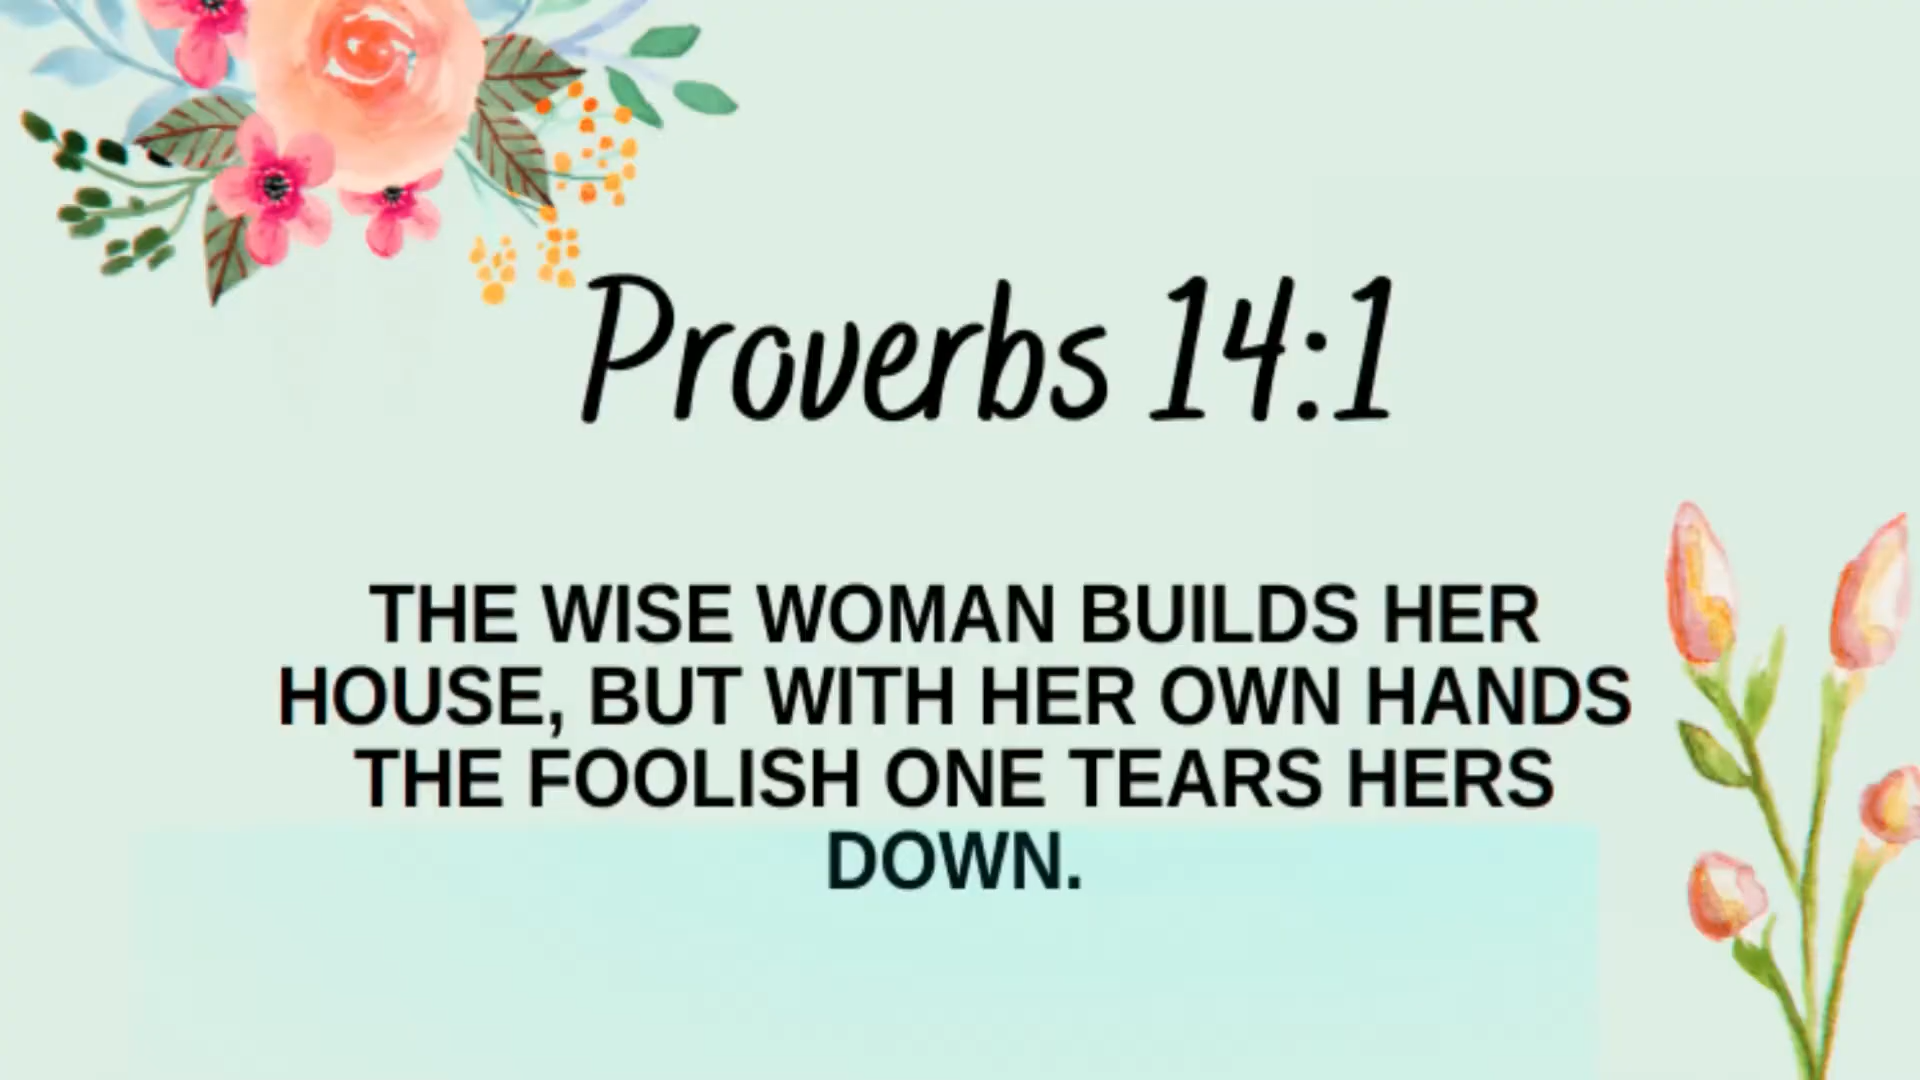 Proverbs 14:1
THE WISE WOMAN BUILDS HER
HOUSE, BUT WITH HER OWN HANDS
THE FOOLISH ONE TEARS HERS
DOWN.